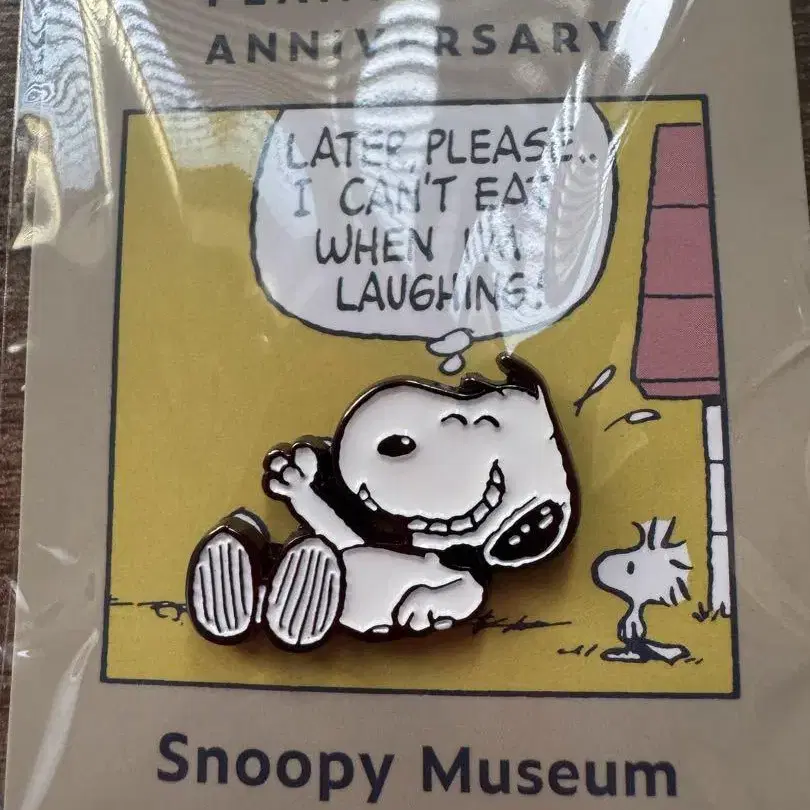 ANNIVERSARY
LATER, PLEASE..
I CAN'T EAT
WHEN I'M
LAUGHING!
Snoopy Museum